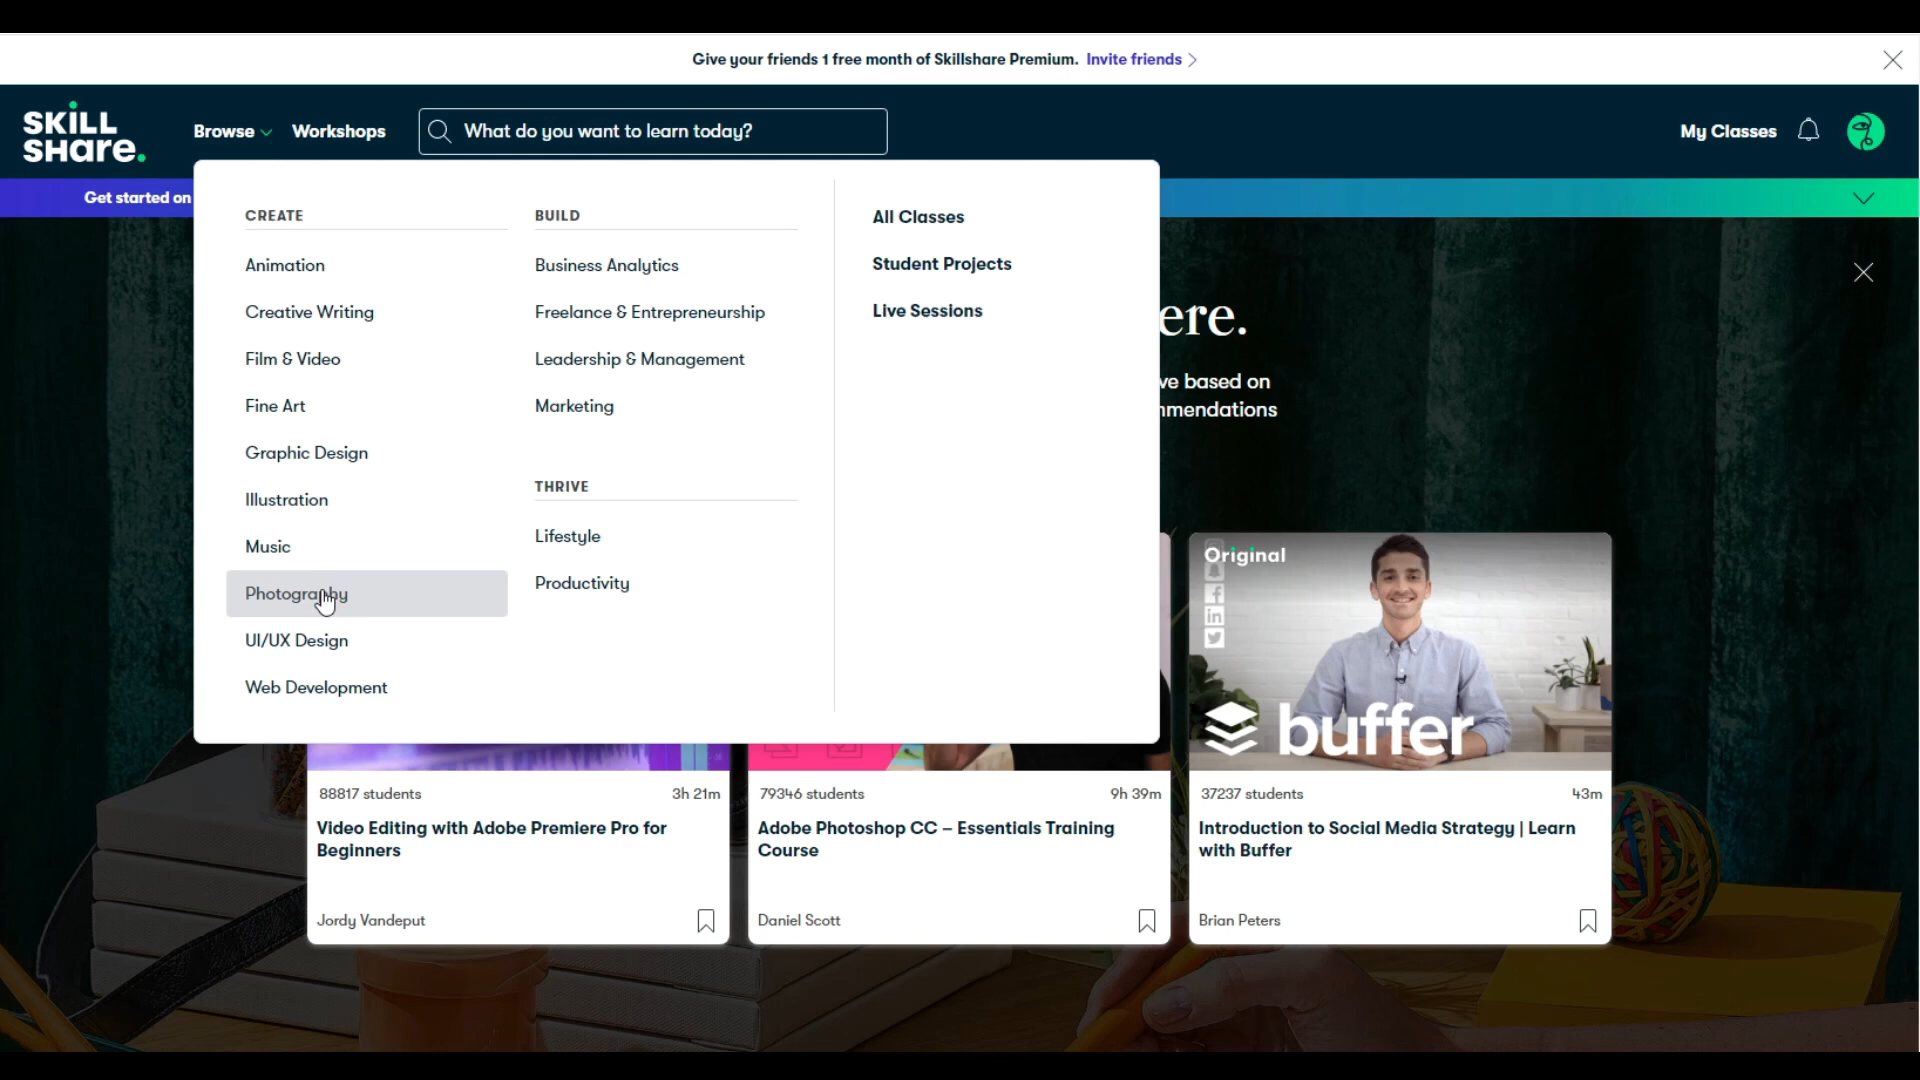 Give your friends 1 free month of Skillshare Premium. Invite friends >
SKILL
SHARE.
Browse
Workshops
What do you want to learn today?
My Classes
Get started on
CREATE
Animation
Creative Writing
Film & Video
Fine Art
Graphic Design
Illustration
Music
Photography
UI/UX Design
Web Development
BUILD
Business Analytics
Freelance & Entrepreneurship
Leadership & Management
Marketing
THRIVE
Lifestyle
Productivity
All Classes
Student Projects
Live Sessions
ere.
ve based on
mmendations
Original
buffer
88817 students 3h 21m
Video Editing with Adobe Premiere Pro for
Beginners
Jordy Vandeput
79346 students 9h 39m
Adobe Photoshop CC – Essentials Training
Course
Daniel Scott
37237 students 43m
Introduction to Social Media Strategy | Learn
with Buffer
Brian Peters